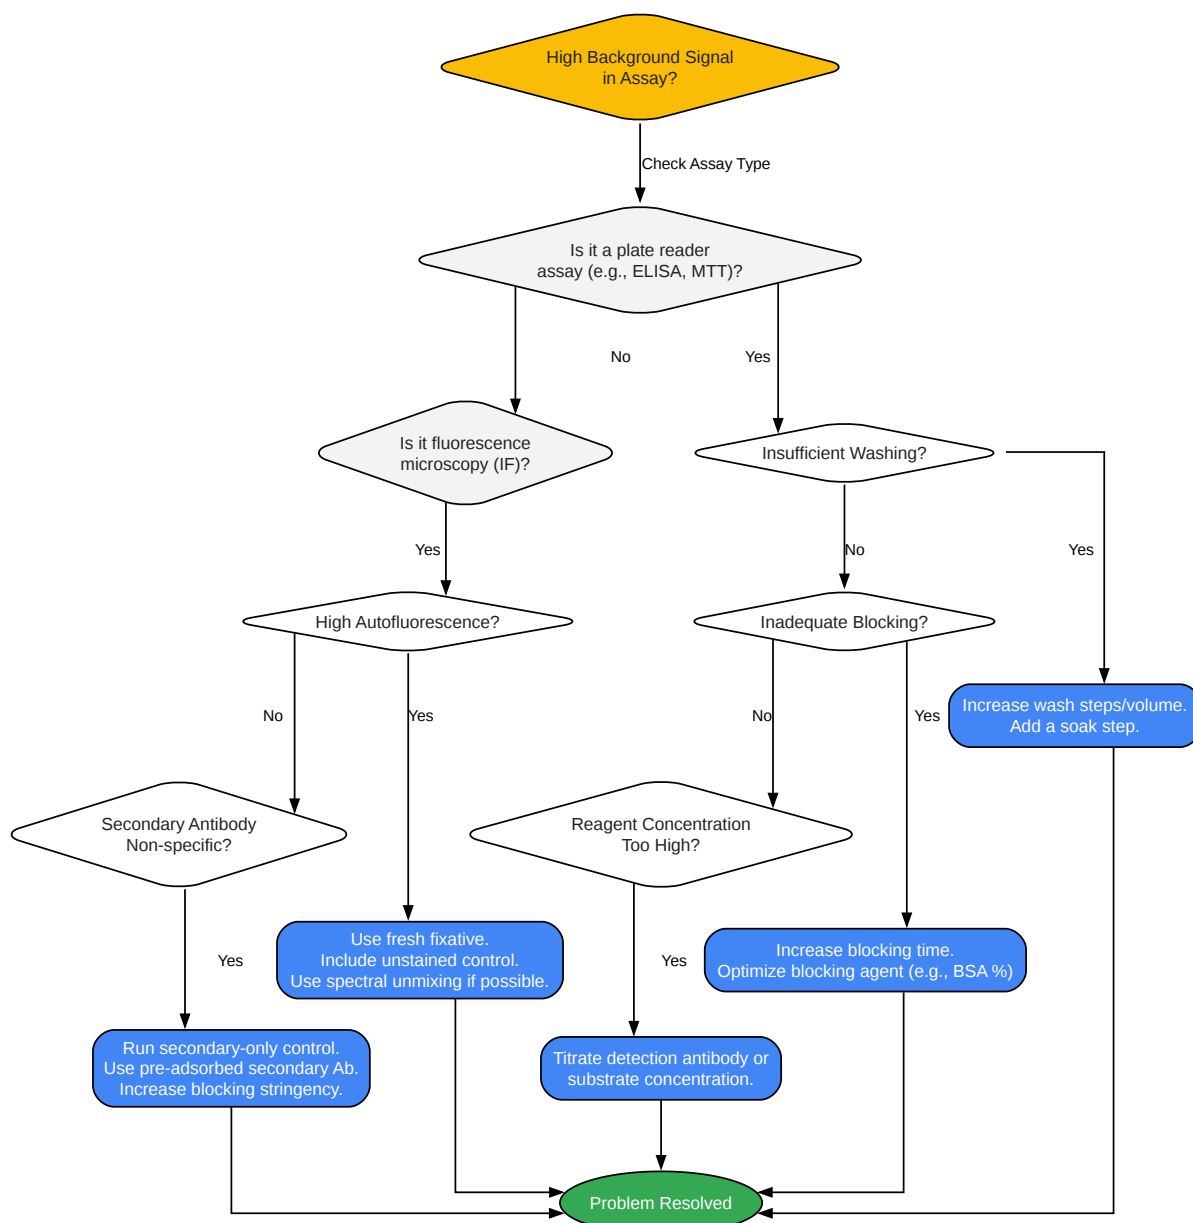 High Background Signal
in Assay?
Check Assay Type
Is it a plate reader
assay (e.g., ELISA, MTT)?
No
Yes
Is it fluorescence
microscopy (IF)?
Insufficient Washing?
Yes
No
Yes
High Autofluorescence?
Inadequate Blocking?
No
Yes
No
Yes
Increase wash steps/volume.
Add a soak step.
Secondary Antibody
Non-specific?
Reagent Concentration
Too High?
Yes
Use fresh fixative.
Include unstained control.
Use spectral unmixing if possible.
Yes
Increase blocking time.
Optimize blocking agent (e.g., BSA %)
Run secondary-only control.
Use pre-adsorbed secondary Ab.
Increase blocking stringency.
Titrate detection antibody or
substrate concentration.
Problem Resolved